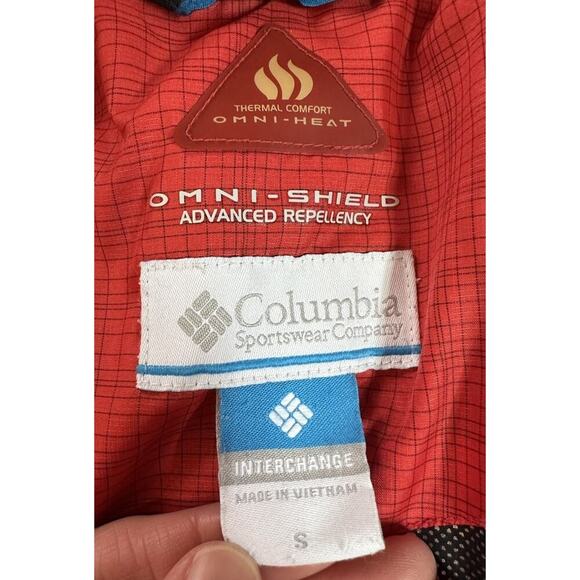 THERMAL COMFORT
OMNI-HEAT
OMNI-SHIELD
ADVANCED REPELLENCY
Columbia
Sportswear Company
INTERCHANGE
MADE IN VIETNAM
S